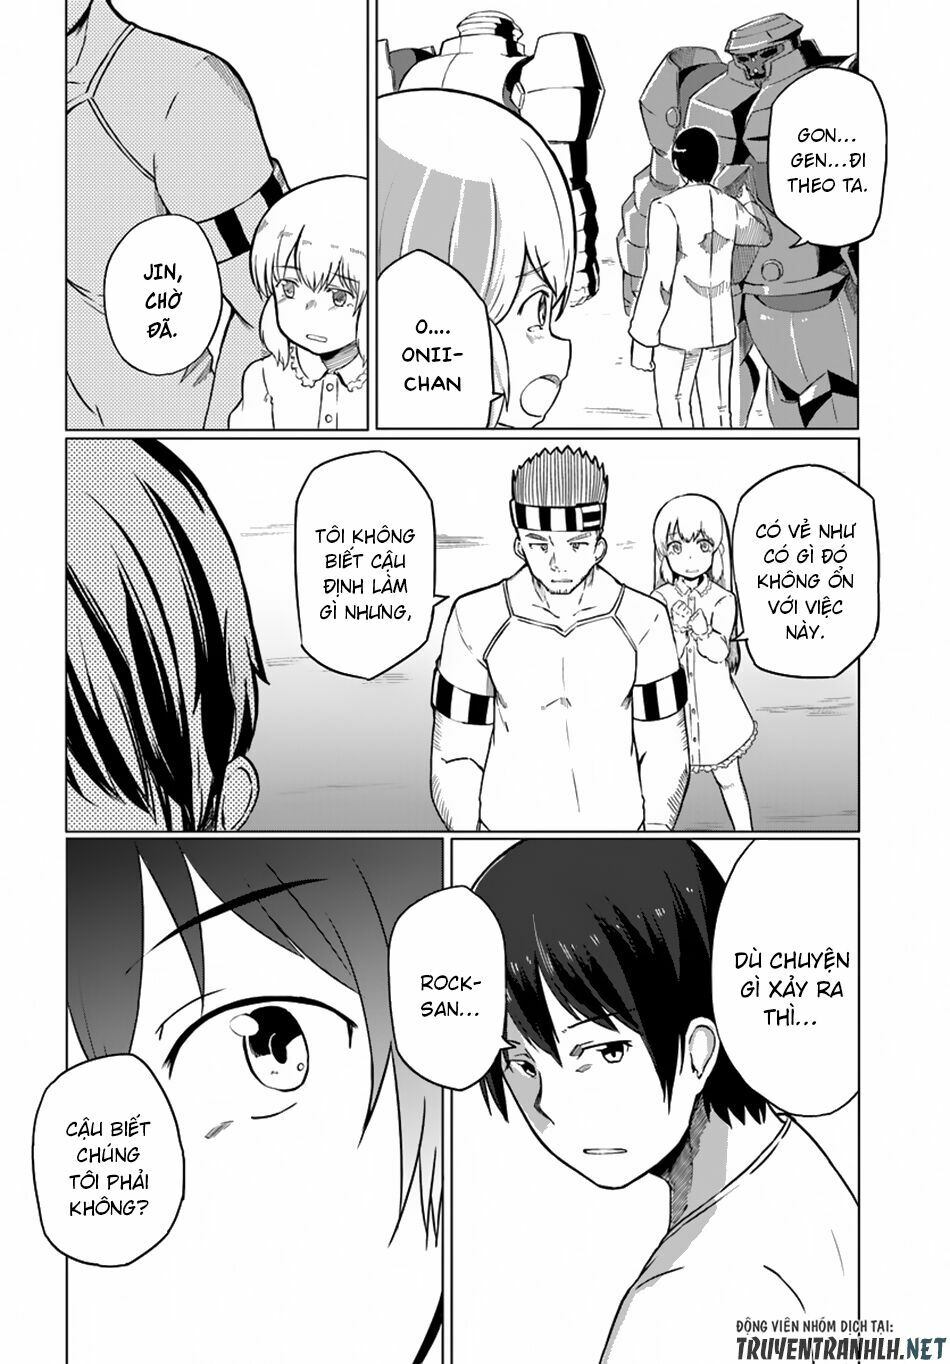 GON...
GEN...ĐI
THEO TA.
O....
ONII-
CHAN
JIN,
CHỜ
ĐÃ.
CÓ VẺ NHƯ
CÓ GÌ ĐÓ
KHÔNG ỔN
VỚI VIỆC
NÀY.
TÔI KHÔNG
BIẾT CẬU
ĐỊNH LÀM
GÌ NHƯNG,
DÙ CHUYỆN
GÌ XẢY RA
THÌ...
ROCK-
SAN...
CẬU BIẾT
CHÚNG
TÔI PHẢI
KHÔNG?
ĐỘNG VIÊN NHÓM DỊCH TẠI:
TRUYENTRANHLH.NET